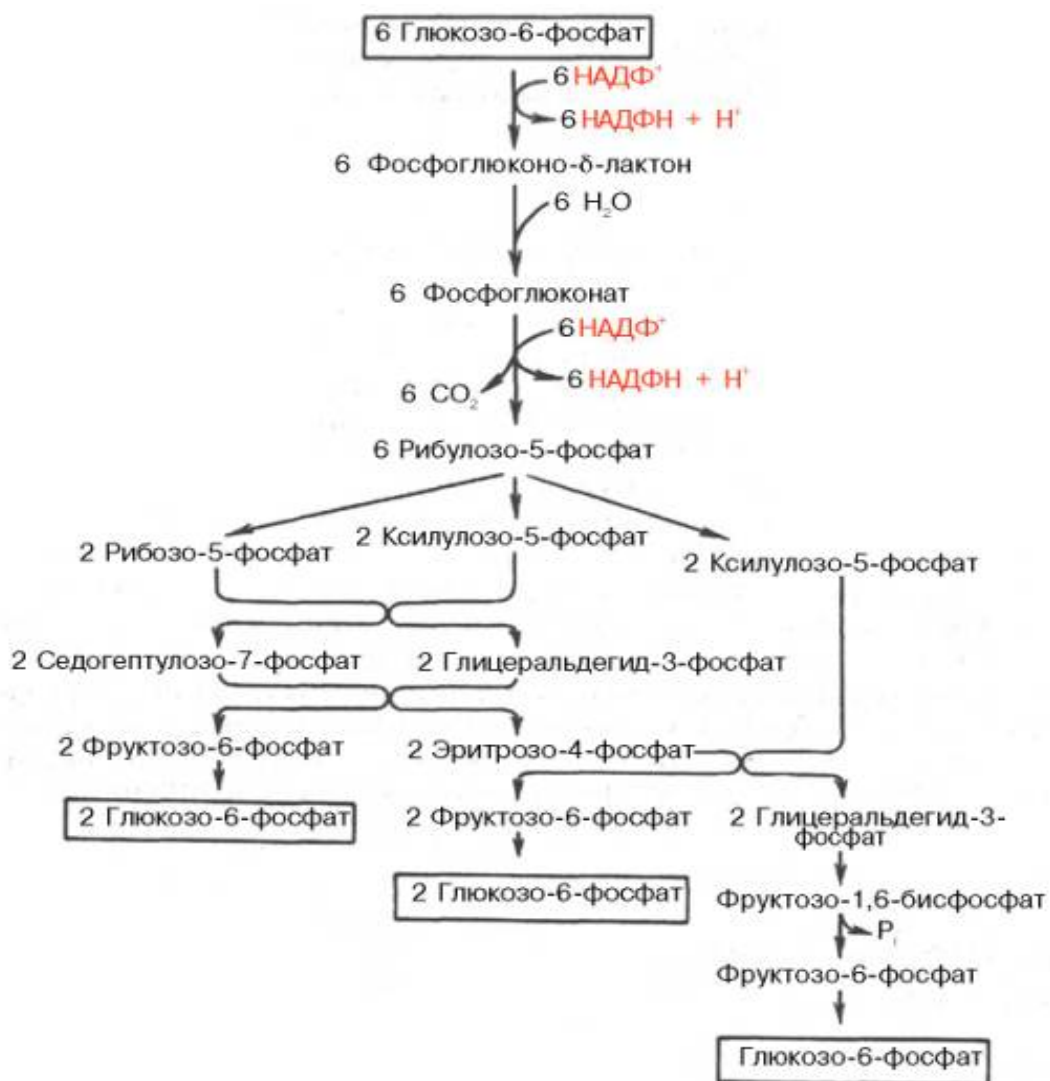 6 Глюкозо-6-фосфат
6 НАДФ⁺
6 НАДФН + Н⁺
6 Фосфоглюконо-δ-лактон
6 H₂O
6 Фосфоглюконат
6 НАДФ⁺
6 НАДФН + Н⁺
6 CO₂
6 Рибулозо-5-фосфат
2 Рибозо-5-фосфат
2 Ксилулозо-5-фосфат
2 Ксилулозо-5-фосфат
2 Седогептулозо-7-фосфат
2 Глицеральдегид-3-фосфат
2 Фруктозо-6-фосфат
2 Эритрозо-4-фосфат
2 Глюкозо-6-фосфат
2 Фруктозо-6-фосфат
2 Глицеральдегид-3-
фосфат
2 Глюкозо-6-фосфат
Фруктозо-1,6-бисфосфат
Pᵢ
Фруктозо-6-фосфат
Глюкозо-6-фосфат